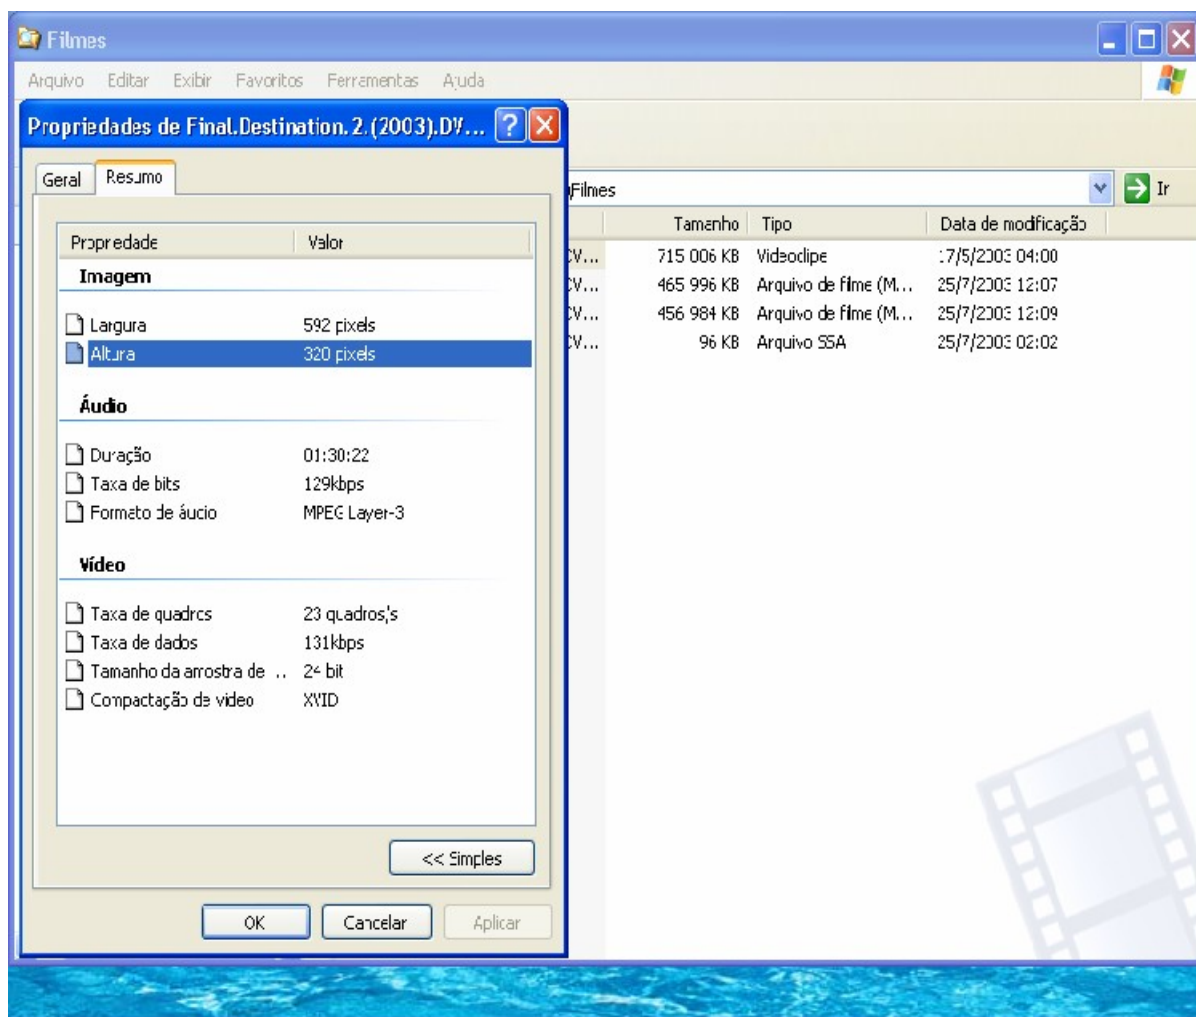 Filmes
Arquivo Editar Exibir Favoritos Ferramentas Ajuda
Propriedades de Final.Destination.2.(2003).DV...
Geral Resumo
Filmes Ir
Tamanho Tipo Data de modificação
Propriedade Valor
715 006 KB Videoclipe 17/5/2003 04:00
Imagem
465 996 KB Arquivo de filme (M... 25/7/2003 12:07
Largura 592 pixels
456 984 KB Arquivo de filme (M... 25/7/2003 12:09
Altura 320 pixels
96 KB Arquivo SSA 25/7/2003 02:02
Áudio
Duração 01:30:22
Taxa de bits 129kbps
Formato de áudio MPEG Layer-3
Vídeo
Taxa de quadros 23 quadros/s
Taxa de dados 131kbps
Tamanho da amostra de ... 24 bit
Compactação de vídeo XVID
<< Simples
OK Cancelar Aplicar